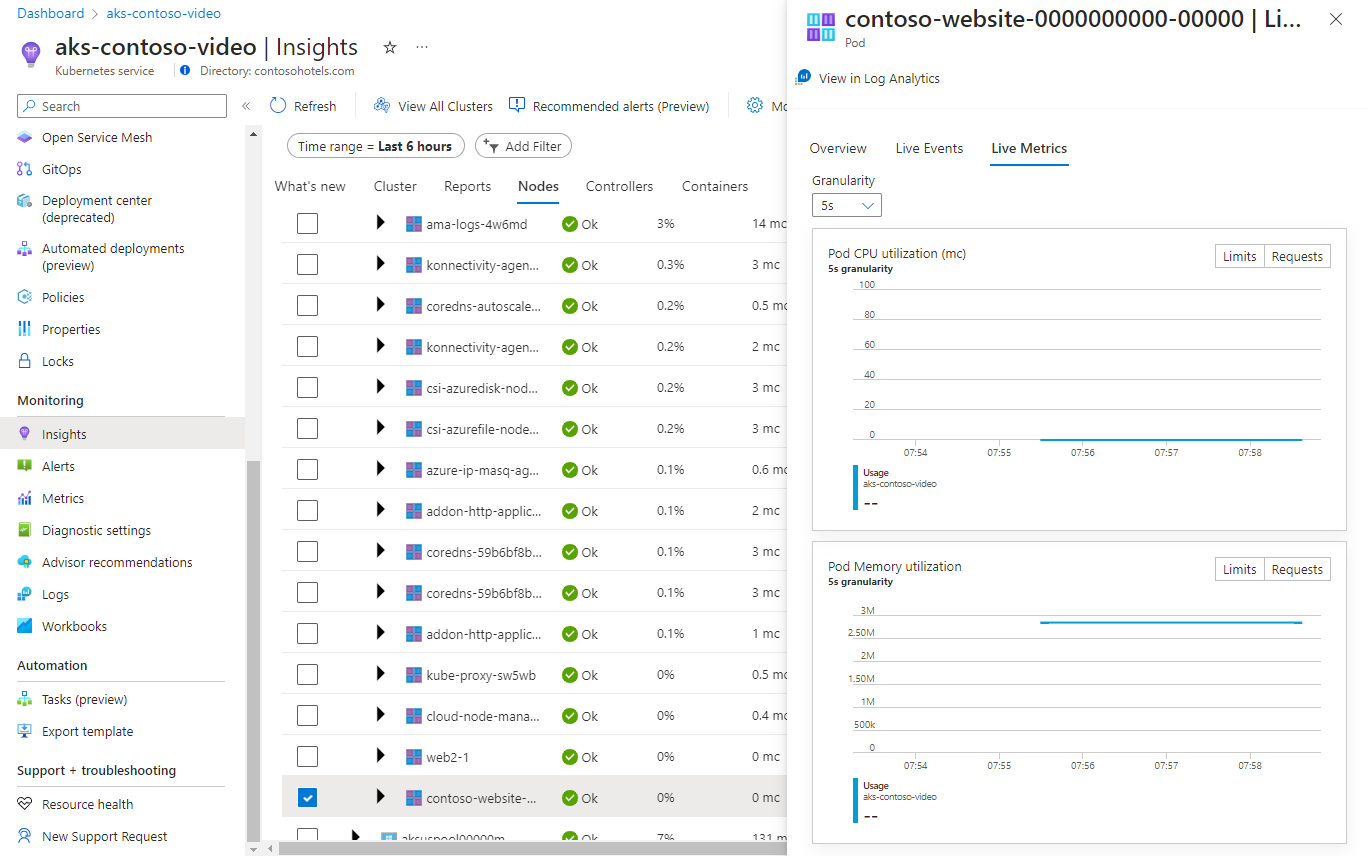 Dashboard > aks-contoso-video
aks-contoso-video | Insights
Kubernetes service
Directory: contosohotels.com
Search
Open Service Mesh
GitOps
Deployment center
(deprecated)
Automated deployments
(preview)
Policies
Properties
Locks
Monitoring
Insights
Alerts
Metrics
Diagnostic settings
Advisor recommendations
Logs
Workbooks
Automation
Tasks (preview)
Export template
Support + troubleshooting
Resource health
New Support Request
Refresh
View All Clusters
Recommended alerts (Preview)
Mo
Time range = Last 6 hours
Add Filter
What's new Cluster Reports Nodes Controllers Containers
ama-logs-4w6md Ok 3% 14 mc
konnectivity-agen... Ok 0.3% 3 mc
coredns-autoscale... Ok 0.2% 0.5 mc
konnectivity-agen... Ok 0.2% 2 mc
csi-azuredisk-nod... Ok 0.2% 3 mc
csi-azurefile-node... Ok 0.2% 3 mc
azure-ip-masq-ag... Ok 0.1% 0.6 mc
addon-http-applic... Ok 0.1% 2 mc
coredns-59b6bf8b... Ok 0.1% 3 mc
coredns-59b6bf8b... Ok 0.1% 3 mc
addon-http-applic... Ok 0.1% 1 mc
kube-proxy-sw5wb Ok 0% 0.5 mc
cloud-node-mana... Ok 0% 0.4 mc
web2-1 Ok 0% 0 mc
contoso-website-... Ok 0% 0 mc
aksuspool00000m Ok 7% 131 m
contoso-website-0000000000-00000 | Li...
Pod
View in Log Analytics
Overview Live Events Live Metrics
Granularity
5s
Pod CPU utilization (mc)
5s granularity
Limits Requests
100
80
60
40
20
0
07:54 07:55 07:56 07:57 07:58
Usage
aks-contoso-video
--
Pod Memory utilization
5s granularity
Limits Requests
3M
2.50M
2M
1.50M
1M
500k
0
07:54 07:55 07:56 07:57 07:58
Usage
aks-contoso-video
--